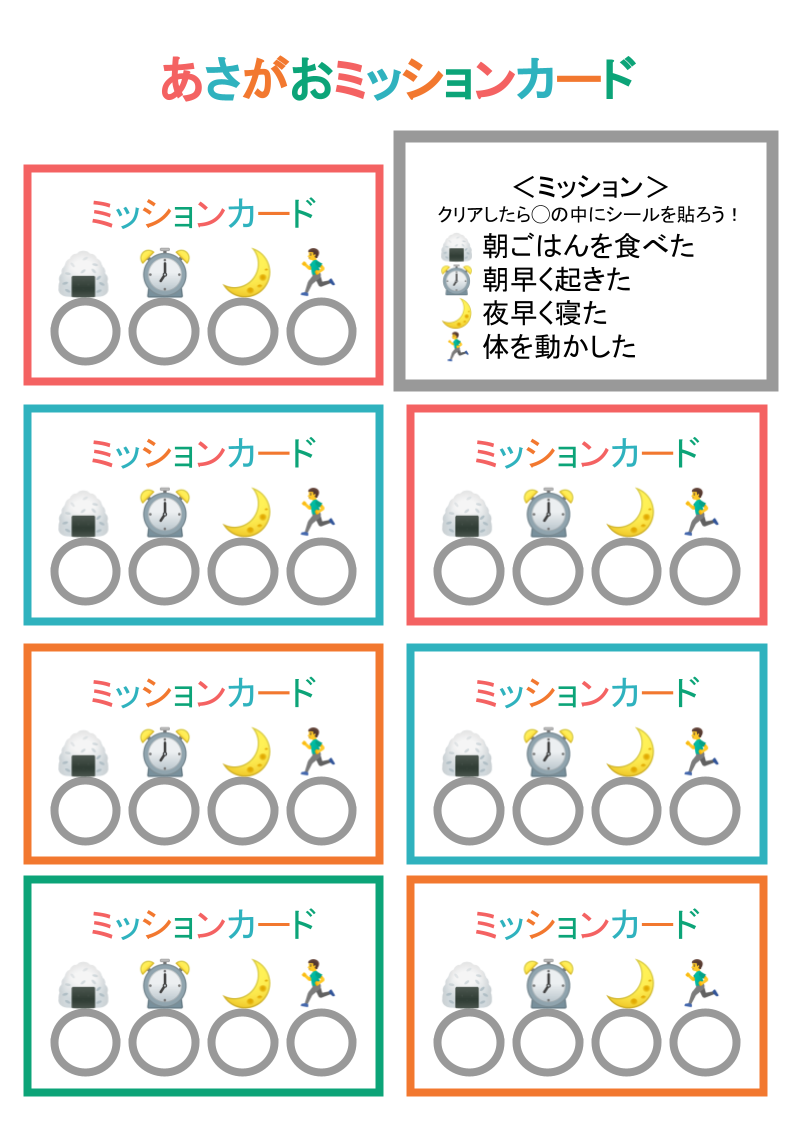 あさがおミッションカード
ミッションカード
＜ミッション＞
クリアしたら◯の中にシールを貼ろう！
朝ごはんを食べた
朝早く起きた
夜早く寝た
体を動かした
ミッションカード
ミッションカード
ミッションカード
ミッションカード
ミッションカード
ミッションカード